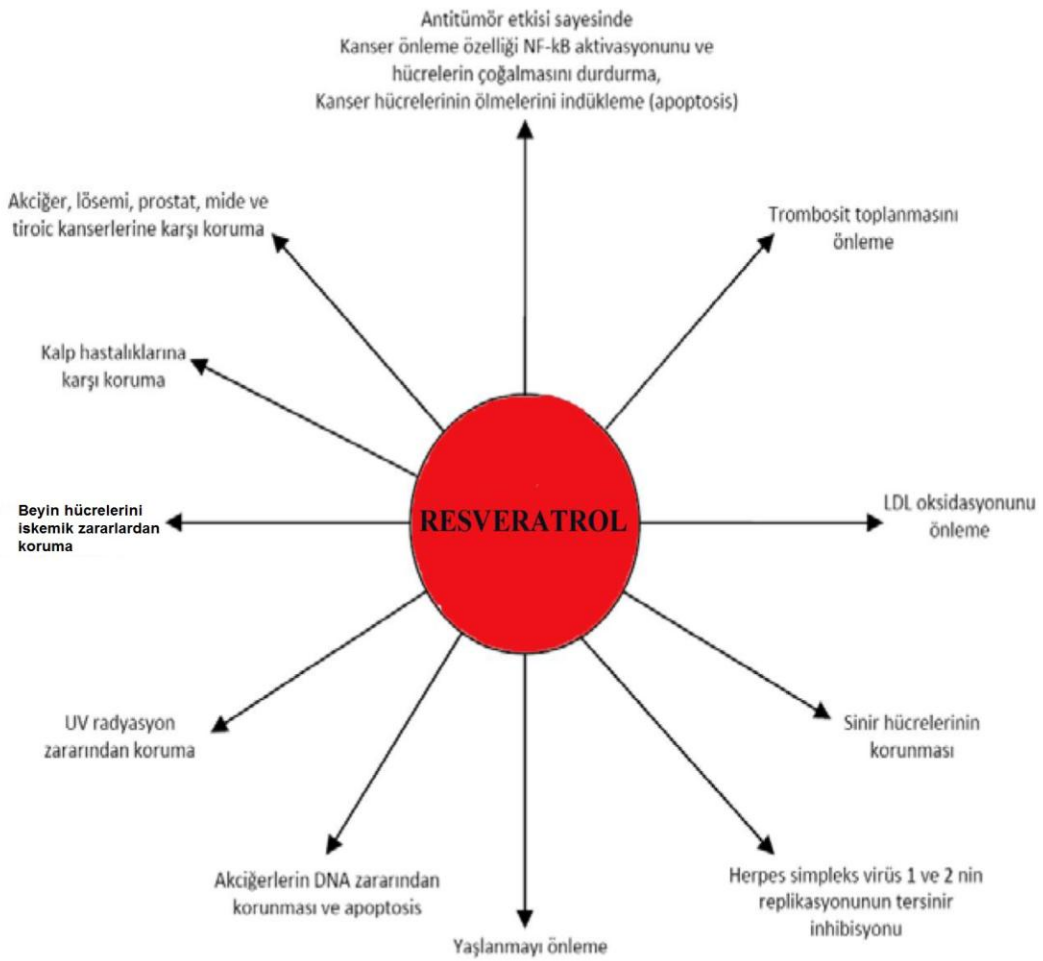 Antitümör etkisi sayesinde
Kanser önleme özelliği NF-kB aktivasyonunu ve
hücrelerin çoğalmasını durdurma,
Kanser hücrelerinin ölmelerini indükleme (apoptosis)
Akciğer, lösemi, prostat, mide ve
tiroic kanserlerine karşı koruma
Trombosit toplanmasını
önleme
Kalp hastalıklarına
karşı koruma
Beyin hücrelerini
iskemik zararlardan
koruma
RESVERATROL
LDL oksidasyonunu
önleme
UV radyasyon
zararından koruma
Sinir hücrelerinin
korunması
Akciğerlerin DNA zararından
korunması ve apoptosis
Herpes simpleks virüs 1 ve 2 nin
replikasyonunun tersinir
inhibisyonu
Yaşlanmayı önleme